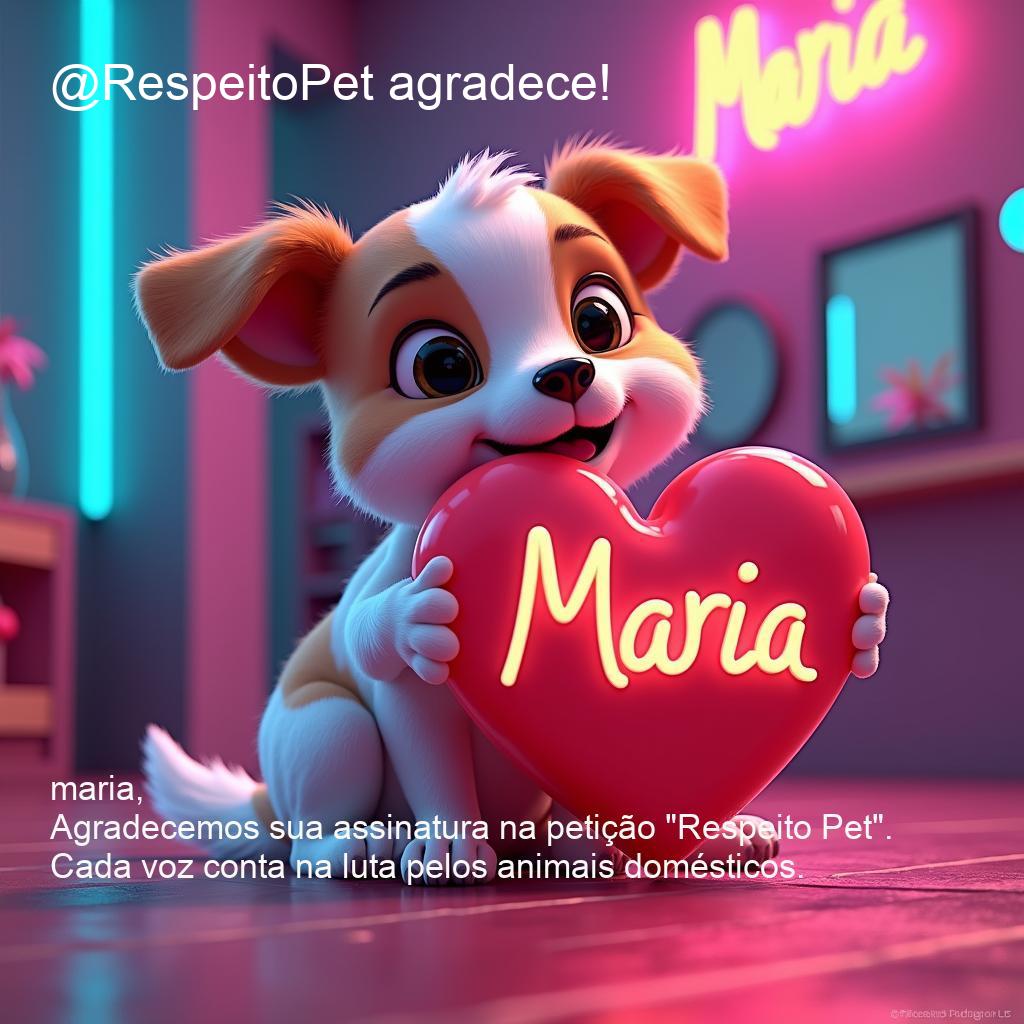 @RespeitoPet agradece!
Maria
Maria
maria,
Agradecemos sua assinatura na petição "Respeito Pet".
Cada voz conta na luta pelos animais domésticos.